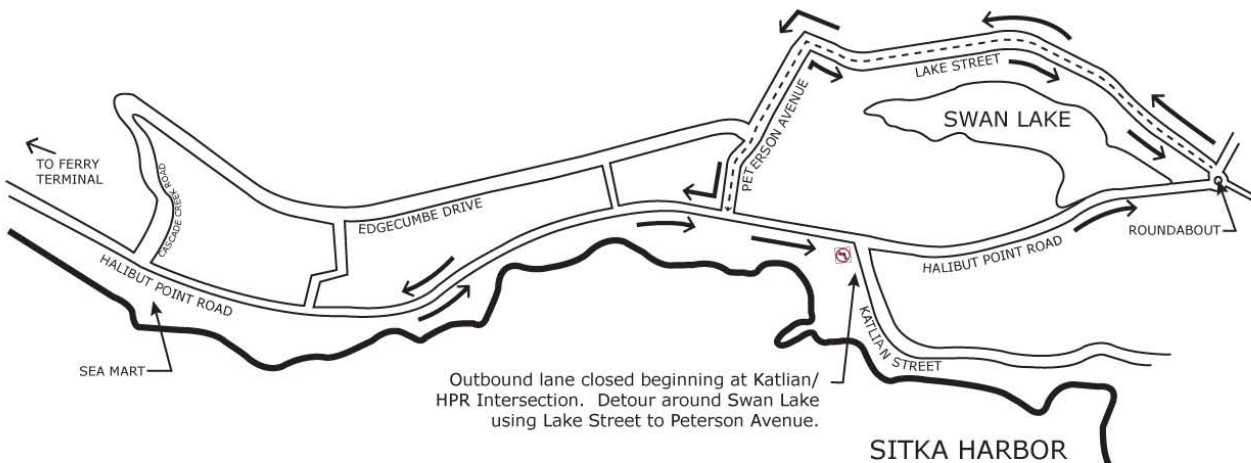 LAKE STREET
SWAN LAKE
PETERSON AVENUE
TO FERRY
TERMINAL
CASCADE CREEK ROAD
EDGECUMBE DRIVE
ROUNDABOUT
HALIBUT POINT ROAD
HALIBUT POINT ROAD
KATLIAN STREET
SEA MART
Outbound lane closed beginning at Katlian/
HPR Intersection. Detour around Swan Lake
using Lake Street to Peterson Avenue.
SITKA HARBOR